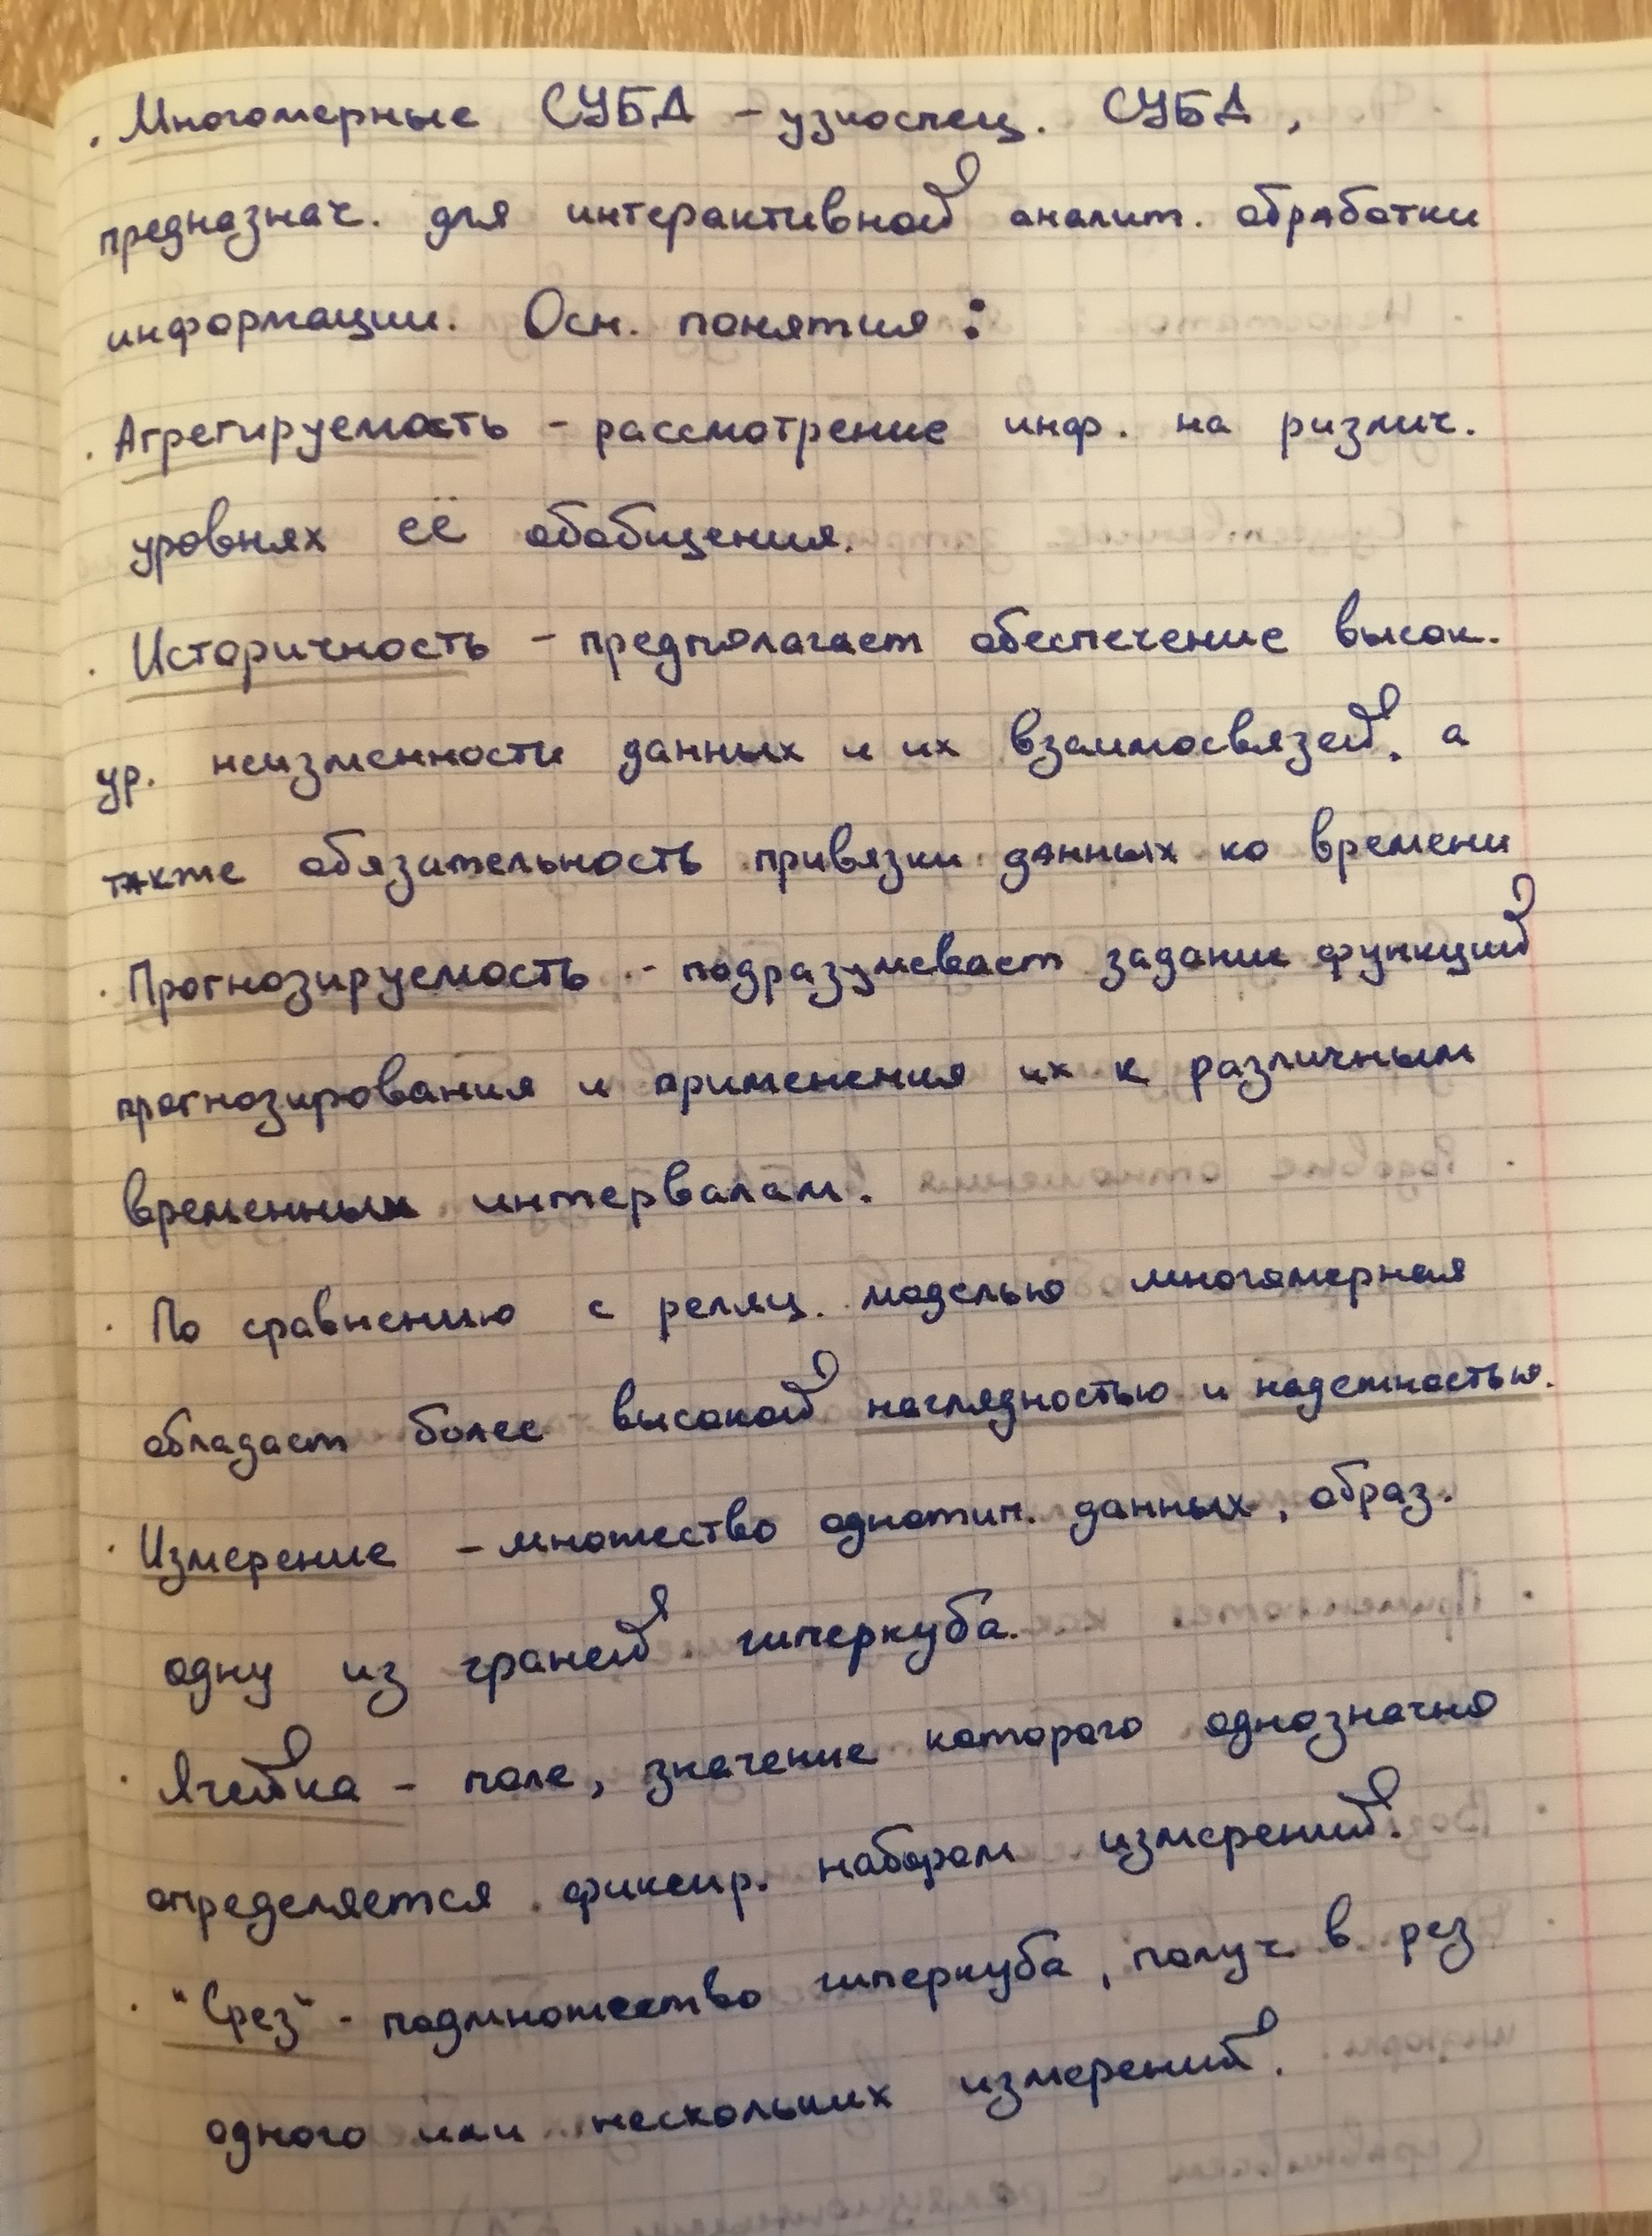 . Многомерные СУБД - узкоспец. СУБД,
предназнач. для интерактивной аналит. обработки
информации. Осн. понятия:
. Агрегируемость - рассмотрение инф. на различ.
уровнях её обобщения.
. Историчность - предполагает обеспечение высок.
ур. неизменности данных и их взаимосвязей, а
также обязательность привязки данных ко времени
. Прогнозируемость - подразумевает задание функций
прогнозирования и применения их к различным
временным интервалам.
. По сравнению с реляц. моделью многомерная
обладает более высокой наглядностью и надежностью.
. Измерение - множество однотип. данных, образ.
одну из граней гиперкуба.
. Ячейка - поле, значение которого однозначно
определяется фиксир. набором измерений.
. "Срез" - подмножество гиперкуба, получ в рез
одного или нескольких измерений.